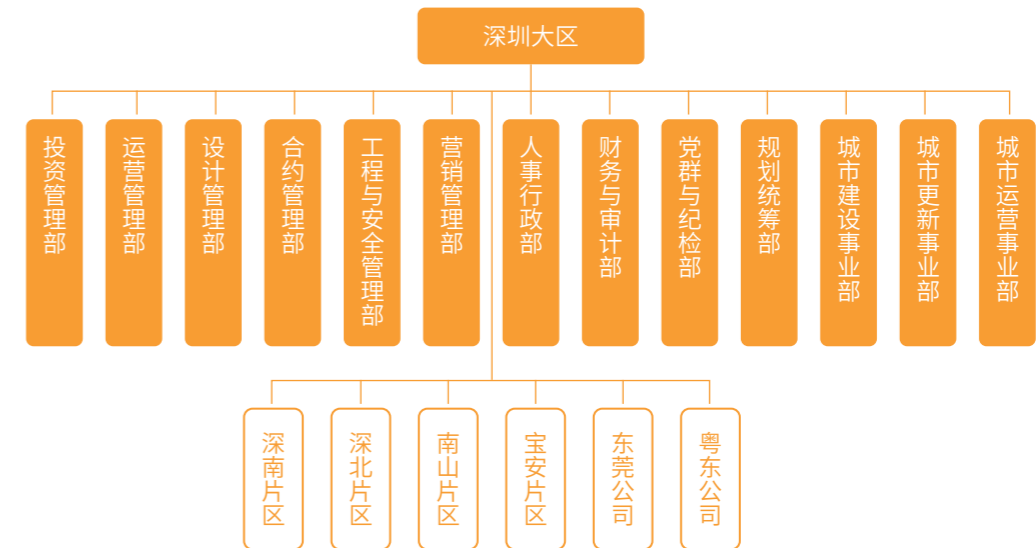 深圳大区
投资管理部
运营管理部
设计管理部
合约管理部
工程与安全管理部
营销管理部
人事行政部
财务与审计部
党群与纪检部
规划统筹部
城市建设事业部
城市更新事业部
城市运营事业部
深南片区
深北片区
南山片区
宝安片区
东莞公司
粤东公司